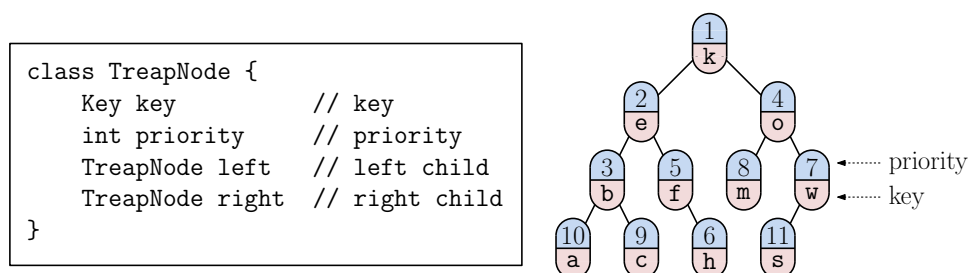 class TreapNode {
Key key // key
int priority // priority
TreapNode left // left child
TreapNode right // right child
}
1
k
2
e
4
o
3
b
5
f
8
m
7
w
priority
key
10
a
9
c
6
h
11
s